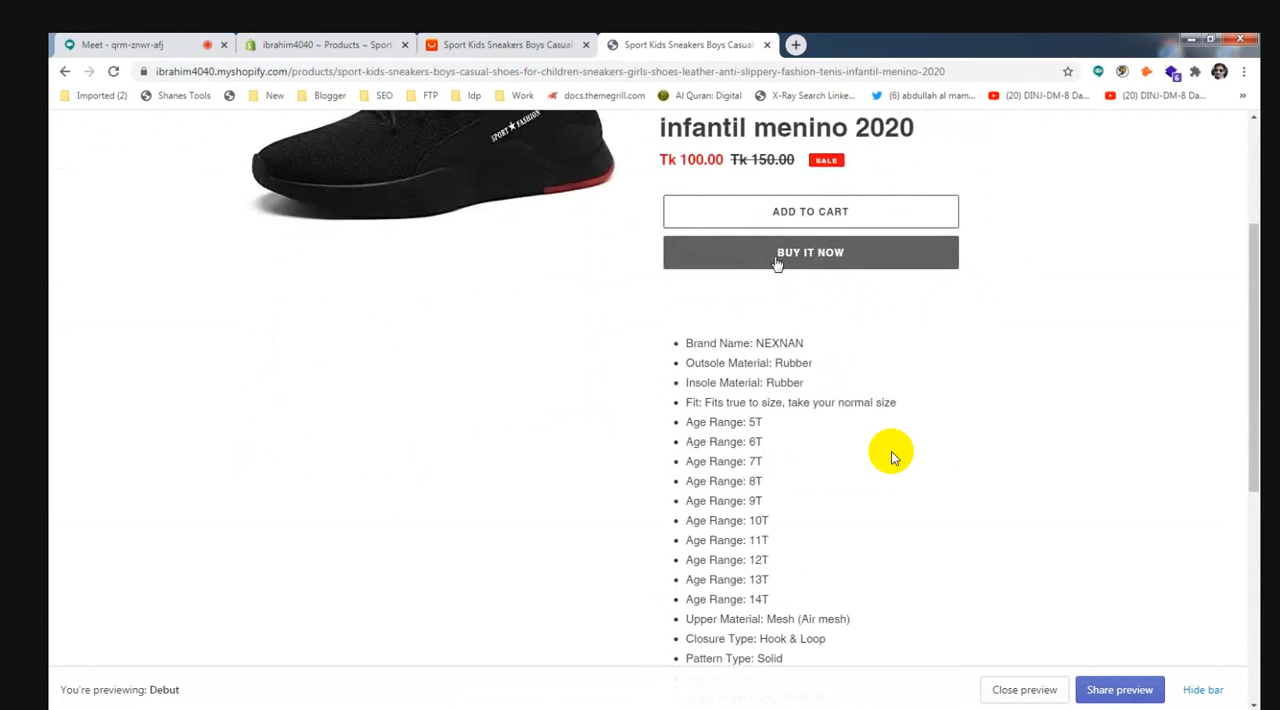 Meet - qrm-znwr-afj
ibrahim4040 ~ Products ~ Sport
Sport Kids Sneakers Boys Casual
Sport Kids Sneakers Boys Casual
ibrahim4040.myshopify.com/products/sport-kids-sneakers-boys-casual-shoes-for-children-sneakers-girls-shoes-leather-anti-slippery-fashion-tenis-infantil-menino-2020
Imported (2) Shanes Tools New Blogger SEO FTP Idp Work docs.themegrill.com Al Quran: Digital X-Ray Search Linke... (6) abdullah al mam... (20) DINJ-DM-8 Da... (20) DINJ-DM-8 Da... »
6
SPORT★FASHION
infantil menino 2020
Tk 100.00 Tk 150.00 SALE
ADD TO CART
BUY IT NOW
Brand Name: NEXNAN
Outsole Material: Rubber
Insole Material: Rubber
Fit: Fits true to size, take your normal size
Age Range: 5T
Age Range: 6T
Age Range: 7T
Age Range: 8T
Age Range: 9T
Age Range: 10T
Age Range: 11T
Age Range: 12T
Age Range: 13T
Age Range: 14T
Upper Material: Mesh (Air mesh)
Closure Type: Hook & Loop
Pattern Type: Solid
You're previewing: Debut
Close preview
Share preview
Hide bar